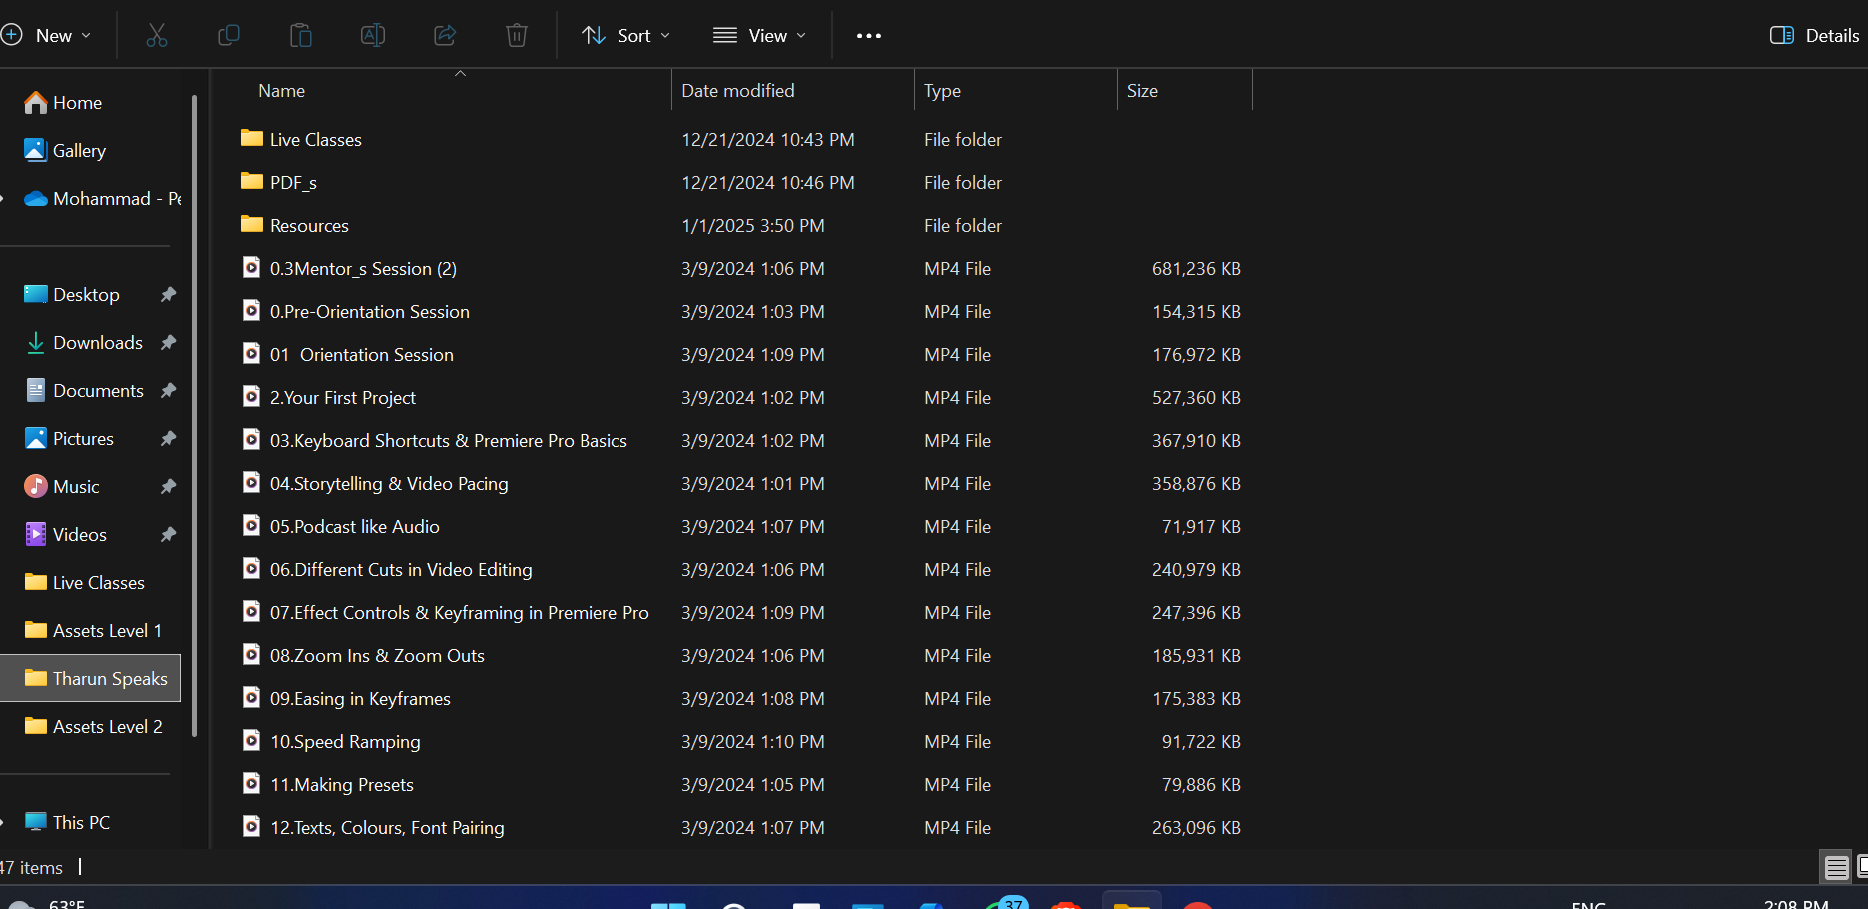 New
Sort
View
Details
Name Date modified Type Size
Home
Gallery
Mohammad - Pe
Desktop
Downloads
Documents
Pictures
Music
Videos
Live Classes
Assets Level 1
Tharun Speaks
Assets Level 2
This PC
Live Classes 12/21/2024 10:43 PM File folder
PDF_s 12/21/2024 10:46 PM File folder
Resources 1/1/2025 3:50 PM File folder
0.3Mentor_s Session (2) 3/9/2024 1:06 PM MP4 File 681,236 KB
0.Pre-Orientation Session 3/9/2024 1:03 PM MP4 File 154,315 KB
01  Orientation Session 3/9/2024 1:09 PM MP4 File 176,972 KB
2.Your First Project 3/9/2024 1:02 PM MP4 File 527,360 KB
03.Keyboard Shortcuts & Premiere Pro Basics 3/9/2024 1:02 PM MP4 File 367,910 KB
04.Storytelling & Video Pacing 3/9/2024 1:01 PM MP4 File 358,876 KB
05.Podcast like Audio 3/9/2024 1:07 PM MP4 File 71,917 KB
06.Different Cuts in Video Editing 3/9/2024 1:06 PM MP4 File 240,979 KB
07.Effect Controls & Keyframing in Premiere Pro 3/9/2024 1:09 PM MP4 File 247,396 KB
08.Zoom Ins & Zoom Outs 3/9/2024 1:06 PM MP4 File 185,931 KB
09.Easing in Keyframes 3/9/2024 1:08 PM MP4 File 175,383 KB
10.Speed Ramping 3/9/2024 1:10 PM MP4 File 91,722 KB
11.Making Presets 3/9/2024 1:05 PM MP4 File 79,886 KB
12.Texts, Colours, Font Pairing 3/9/2024 1:07 PM MP4 File 263,096 KB
47 items
63°F
37
ENG
2:08 PM